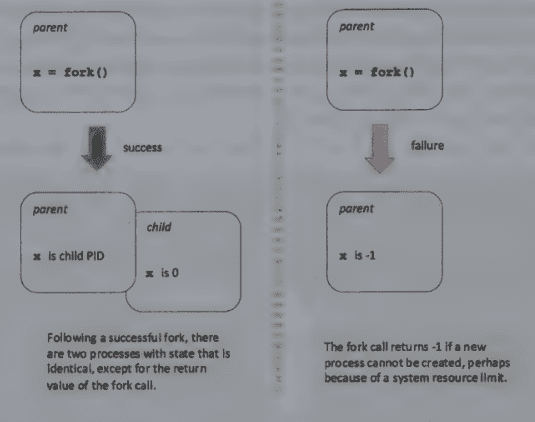 parent
x = fork()
success
parent
x is child PID
child
x is 0
Following a successful fork, there
are two processes with state that is
identical, except for the return
value of the fork call.
parent
x = fork()
failure
parent
x is -1
The fork call returns -1 if a new
process cannot be created, perhaps
because of a system resource limit.